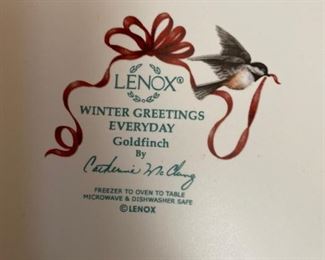 LENOX®
WINTER GREETINGS
EVERYDAY
Goldfinch
By
Catherine McClung
FREEZER TO OVEN TO TABLE
MICROWAVE & DISHWASHER SAFE
©LENOX